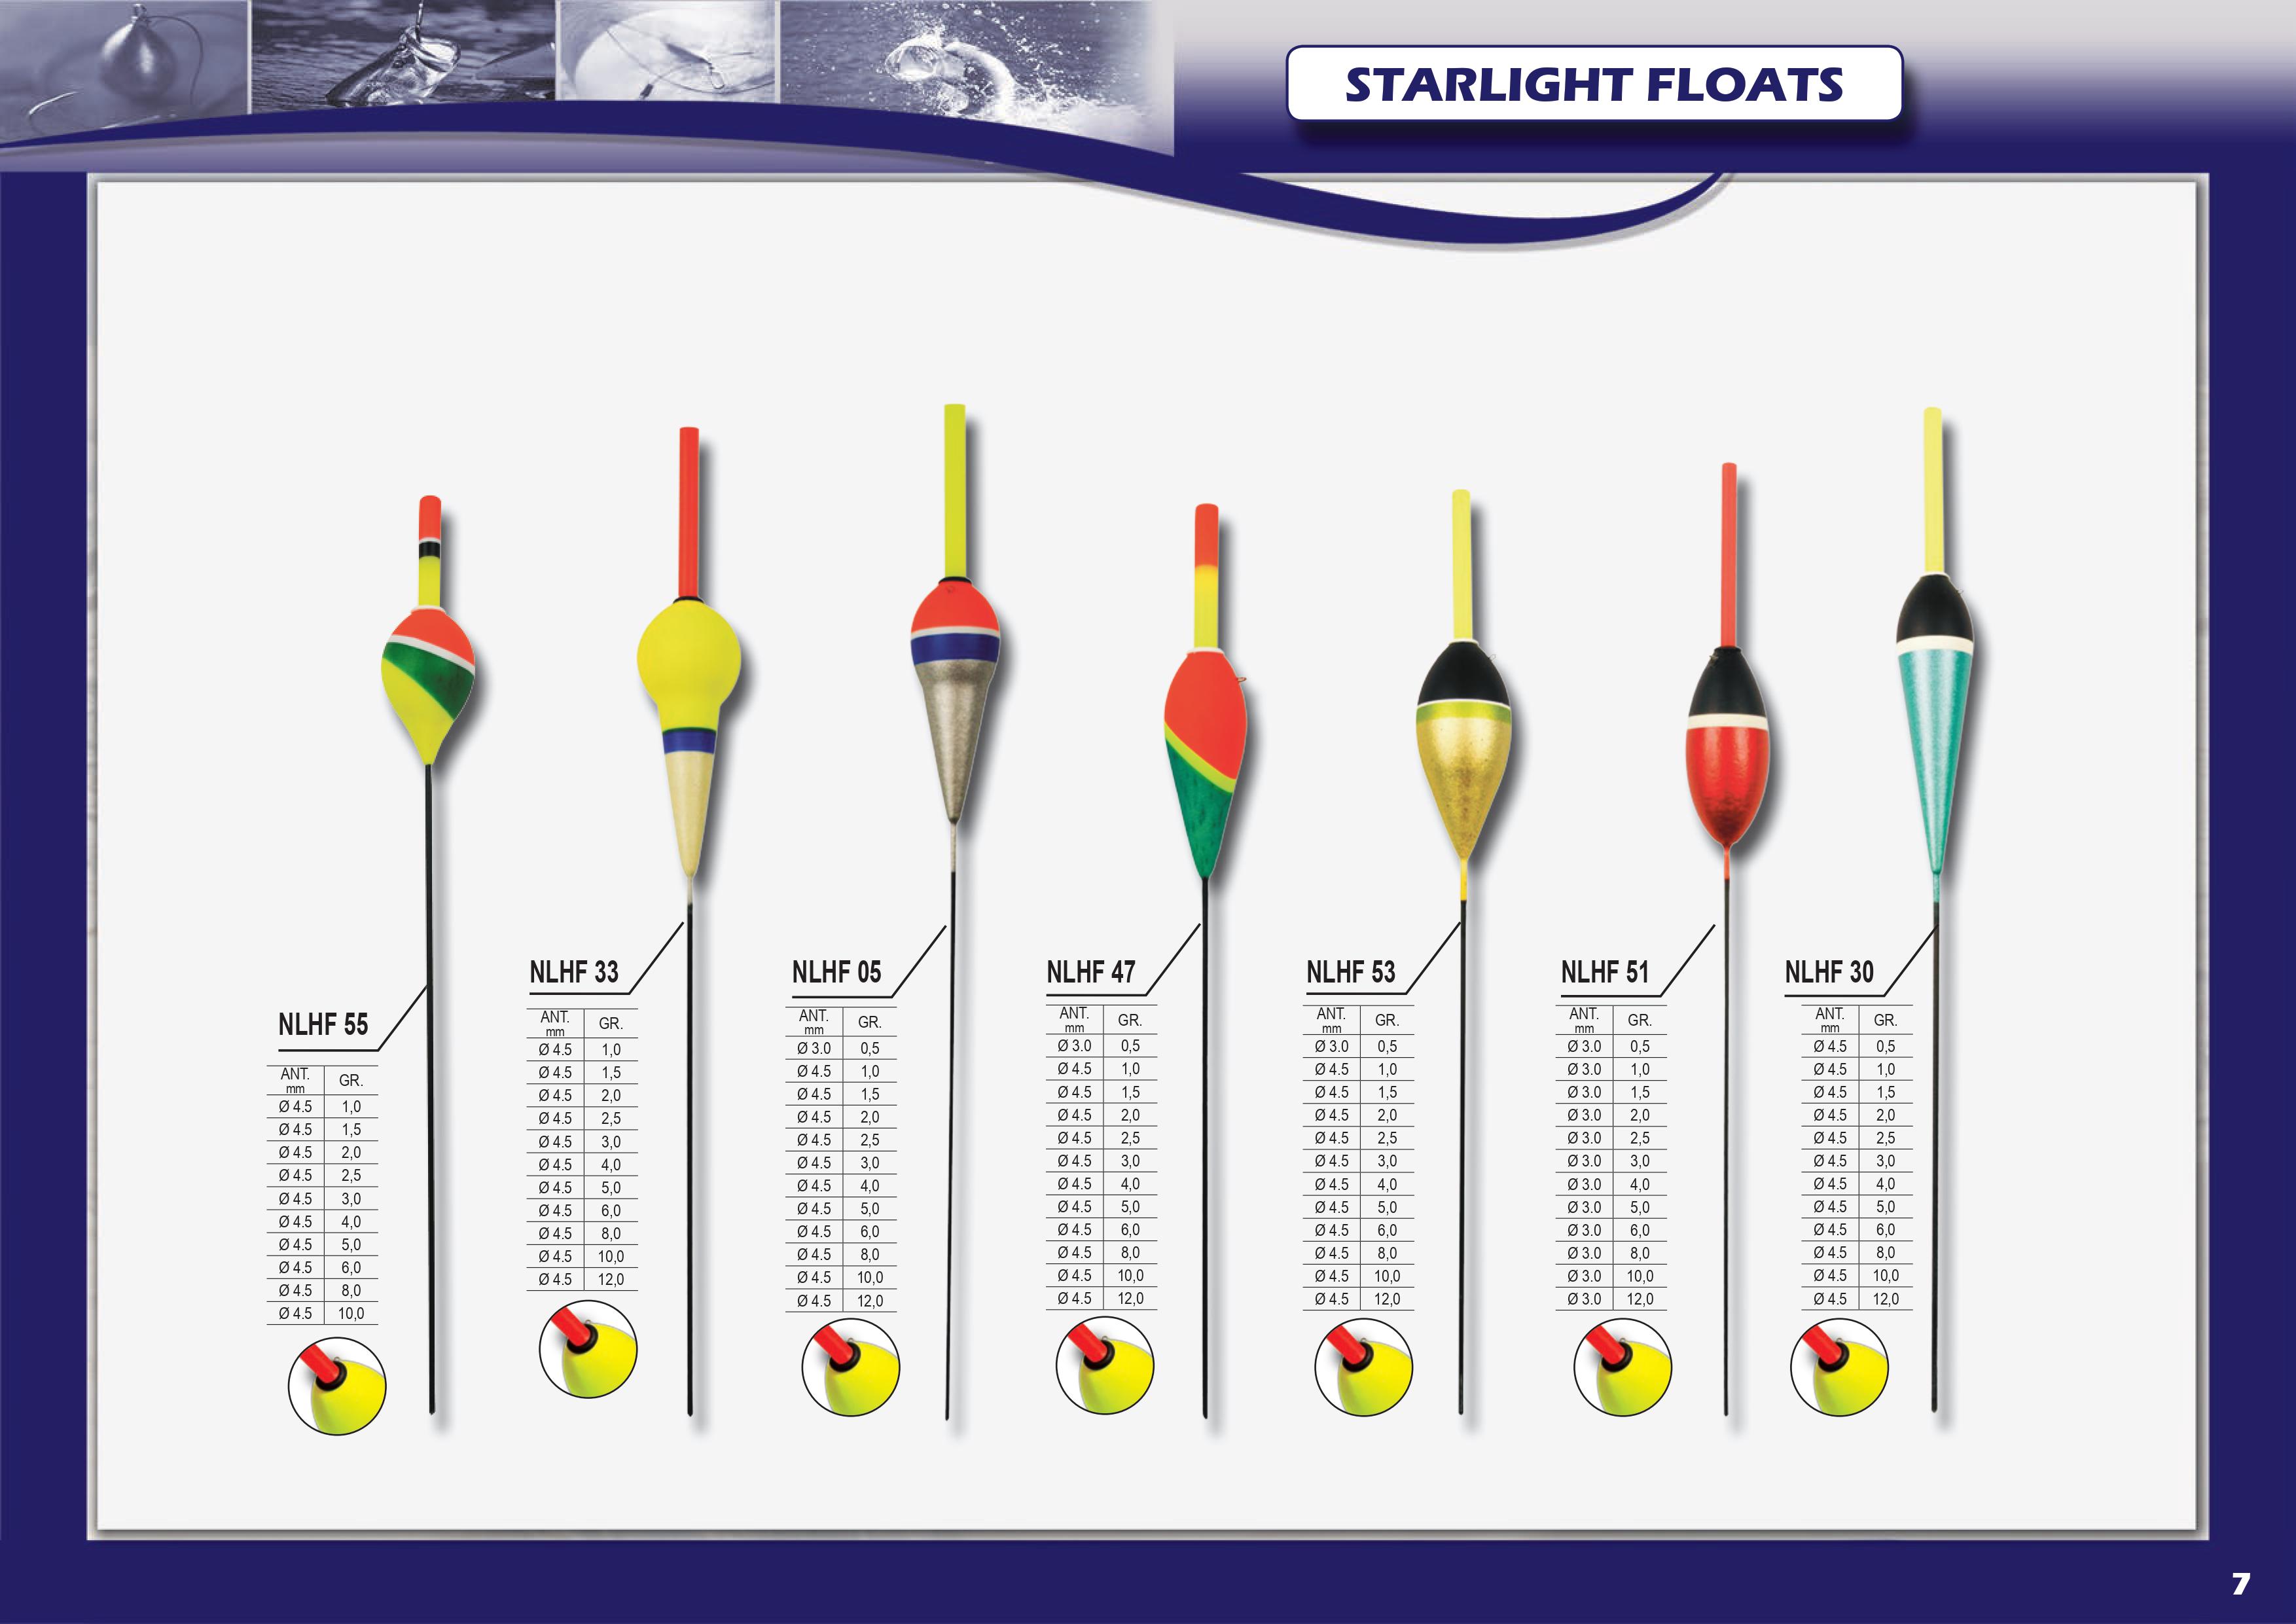 STARLIGHT FLOATS
NLHF 55
ANT. mm GR.
Ø 4.5 1,0
Ø 4.5 1,5
Ø 4.5 2,0
Ø 4.5 2,5
Ø 4.5 3,0
Ø 4.5 4,0
Ø 4.5 5,0
Ø 4.5 6,0
Ø 4.5 8,0
Ø 4.5 10,0
NLHF 33
ANT. mm GR.
Ø 4.5 1,0
Ø 4.5 1,5
Ø 4.5 2,0
Ø 4.5 2,5
Ø 4.5 3,0
Ø 4.5 4,0
Ø 4.5 5,0
Ø 4.5 6,0
Ø 4.5 8,0
Ø 4.5 10,0
Ø 4.5 12,0
NLHF 05
ANT. mm GR.
Ø 3.0 0,5
Ø 4.5 1,0
Ø 4.5 1,5
Ø 4.5 2,0
Ø 4.5 2,5
Ø 4.5 3,0
Ø 4.5 4,0
Ø 4.5 5,0
Ø 4.5 6,0
Ø 4.5 8,0
Ø 4.5 10,0
Ø 4.5 12,0
NLHF 47
ANT. mm GR.
Ø 3.0 0,5
Ø 4.5 1,0
Ø 4.5 1,5
Ø 4.5 2,0
Ø 4.5 2,5
Ø 4.5 3,0
Ø 4.5 4,0
Ø 4.5 5,0
Ø 4.5 6,0
Ø 4.5 8,0
Ø 4.5 10,0
Ø 4.5 12,0
NLHF 53
ANT. mm GR.
Ø 3.0 0,5
Ø 4.5 1,0
Ø 4.5 1,5
Ø 4.5 2,0
Ø 4.5 2,5
Ø 4.5 3,0
Ø 4.5 4,0
Ø 4.5 5,0
Ø 4.5 6,0
Ø 4.5 8,0
Ø 4.5 10,0
Ø 4.5 12,0
NLHF 51
ANT. mm GR.
Ø 3.0 0,5
Ø 3.0 1,0
Ø 3.0 1,5
Ø 3.0 2,0
Ø 3.0 2,5
Ø 3.0 3,0
Ø 3.0 4,0
Ø 3.0 5,0
Ø 3.0 6,0
Ø 3.0 8,0
Ø 3.0 10,0
Ø 3.0 12,0
NLHF 30
ANT. mm GR.
Ø 4.5 0,5
Ø 4.5 1,0
Ø 4.5 1,5
Ø 4.5 2,0
Ø 4.5 2,5
Ø 4.5 3,0
Ø 4.5 4,0
Ø 4.5 5,0
Ø 4.5 6,0
Ø 4.5 8,0
Ø 4.5 10,0
Ø 4.5 12,0
7